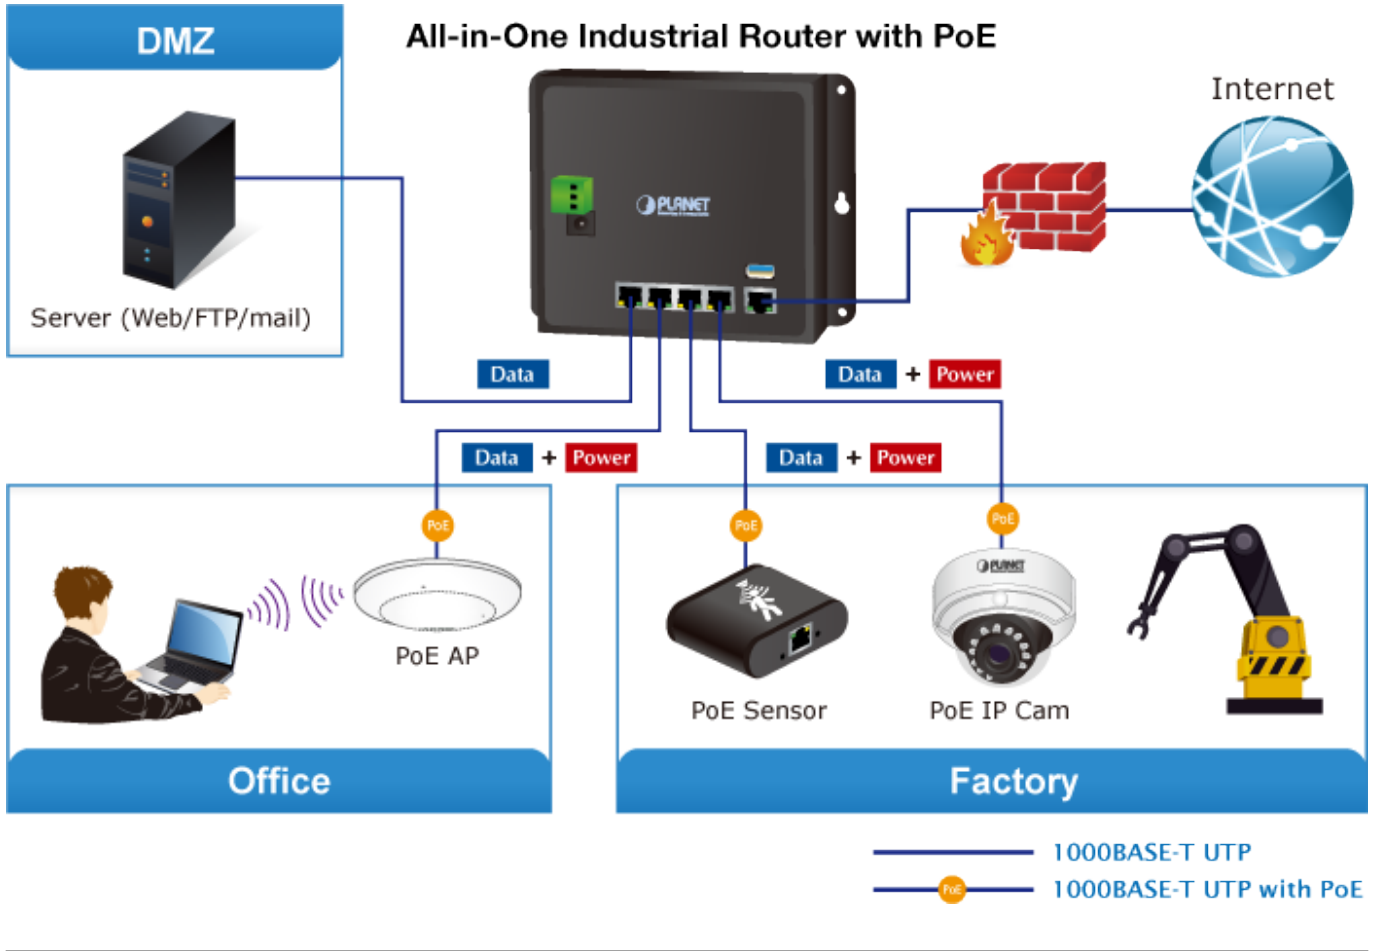 DMZ
All-in-One Industrial Router with PoE
Internet
PLANET
Server (Web/FTP/mail)
Data
Data + Power
Data + Power
Data + Power
PoE
PoE
PoE
PLANET
PoE AP
PoE Sensor
PoE IP Cam
Office
Factory
1000BASE-T UTP
PoE
1000BASE-T UTP with PoE